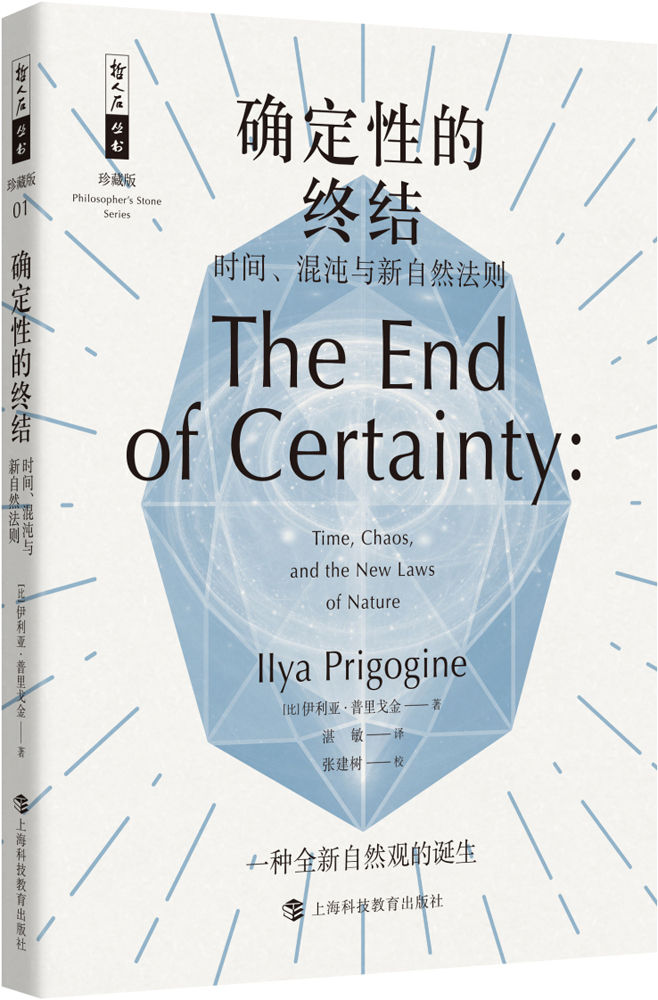 哲人石
丛书
珍藏版
01
确定性的终结
时间、混沌与
新自然法则
[比]伊利亚·普里戈金——著
上海科技教育出版社
哲人石
丛书
珍藏版
Philosopher's Stone
Series
确定性的
终结
时间、混沌与新自然法则
The End
of Certainty:
Time, Chaos,
and the New Laws
of Nature
Ilya Prigogine
[比]伊利亚·普里戈金——著
湛 敏——译
张建树——校
一种全新自然观的诞生
上海科技教育出版社